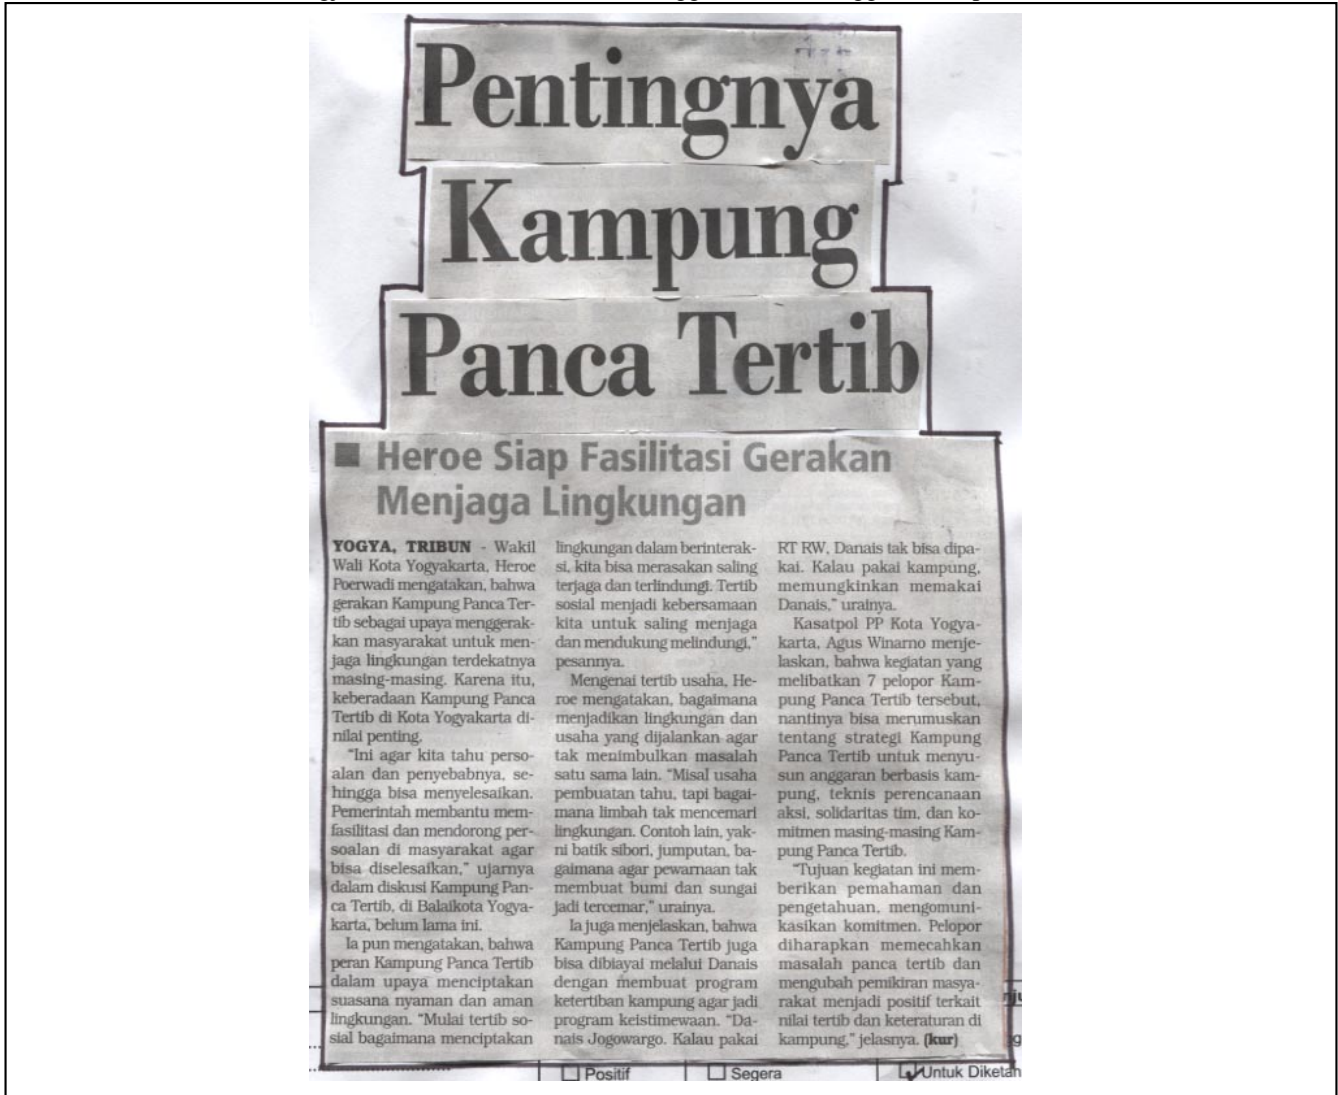 Pentingnya
Kampung
Panca Tertib
■ Heroe Siap Fasilitasi Gerakan
Menjaga Lingkungan
YOGYA, TRIBUN - Wakil
Wali Kota Yogyakarta, Heroe
Poerwadi mengatakan, bahwa
gerakan Kampung Panca Ter-
tib sebagai upaya menggerak-
kan masyarakat untuk men-
jaga lingkungan terdekatnya
masing-masing. Karena itu,
keberadaan Kampung Panca
Tertib di Kota Yogyakarta di-
nilai penting.
"Ini agar kita tahu perso-
alan dan penyebabnya, se-
hingga bisa menyelesaikan.
Pemerintah membantu mem-
fasilitasi dan mendorong per-
soalan di masyarakat agar
bisa diselesaikan," ujarnya
dalam diskusi Kampung Pan-
ca Tertib, di Balaikota Yogya-
karta, belum lama ini.
Ia pun mengatakan, bahwa
peran Kampung Panca Tertib
dalam upaya menciptakan
suasana nyaman dan aman
lingkungan. "Mulai tertib so-
sial bagaimana menciptakan
lingkungan dalam berinterak-
si, kita bisa merasakan saling
terjaga dan terlindungi. Tertib
sosial menjadi kebersamaan
kita untuk saling menjaga
dan mendukung melindungi,"
pesannya.
Mengenai tertib usaha, He-
roe mengatakan, bagaimana
menjadikan lingkungan dan
usaha yang dijalankan agar
tak menimbulkan masalah
satu sama lain. "Misal usaha
pembuatan tahu, tapi bagai-
mana limbah tak mencemari
lingkungan. Contoh lain, yak-
ni batik sibori, jumputan, ba-
gaimana agar pewarnaan tak
membuat bumi dan sungai
jadi tercemar," urainya.
Ia juga menjelaskan, bahwa
Kampung Panca Tertib juga
bisa dibiayai melalui Danais
dengan membuat program
ketertiban kampung agar jadi
program keistimewaan. "Da-
nais Jogowargo. Kalau pakai
RT RW, Danais tak bisa dipa-
kai. Kalau pakai kampung,
memungkinkan memakai
Danais," urainya.
Kasatpol PP Kota Yogya-
karta, Agus Winarno menje-
laskan, bahwa kegiatan yang
melibatkan 7 pelopor Kam-
pung Panca Tertib tersebut,
nantinya bisa merumuskan
tentang strategi Kampung
Panca Tertib untuk menyu-
sun anggaran berbasis kam-
pung, teknis perencanaan
aksi, solidaritas tim, dan ko-
mitmen masing-masing Kam-
pung Panca Tertib.
"Tujuan kegiatan ini mem-
berikan pemahaman dan
pengetahuan, mengomuni-
kasikan komitmen. Pelopor
diharapkan memecahkan
masalah panca tertib dan
mengubah pemikiran masya-
rakat menjadi positif terkait
nilai tertib dan keteraturan di
kampung," jelasnya. (kur)
Positif
Segera
Untuk Diketah